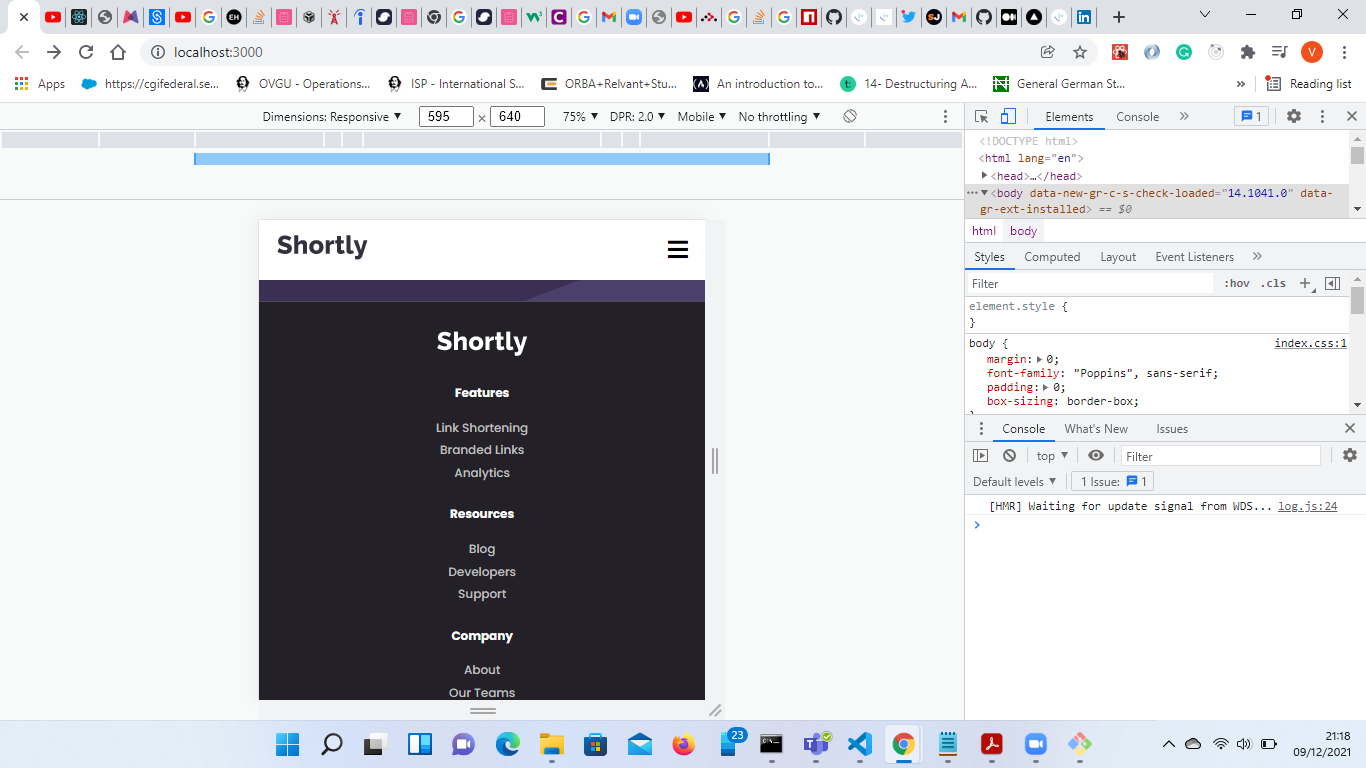 localhost:3000
V
Apps
https://cgifederal.se...
OVGU - Operations...
ISP - International S...
ORBA+Relvant+Stu...
An introduction to...
14- Destructuring A...
General German St...
»
Reading list
Dimensions: Responsive ▼ 595 × 640 75% ▼ DPR: 2.0 ▼ Mobile ▼ No throttling ▼
Elements Console » 1
<!DOCTYPE html>
<html lang="en">
<head>…</head>
<body data-new-gr-c-s-check-loaded="14.1041.0" data-
gr-ext-installed> == $0
html body
Styles Computed Layout Event Listeners »
Filter :hov .cls +
element.style {
}
body { index.css:1
margin: 0;
font-family: "Poppins", sans-serif;
padding: 0;
box-sizing: border-box;
Console What's New Issues
top ▼ Filter
Default levels ▼ 1 Issue: 1
[HMR] Waiting for update signal from WDS... log.js:24
Shortly
Shortly
Features
Link Shortening
Branded Links
Analytics
Resources
Blog
Developers
Support
Company
About
Our Teams
23
21:18
09/12/2021